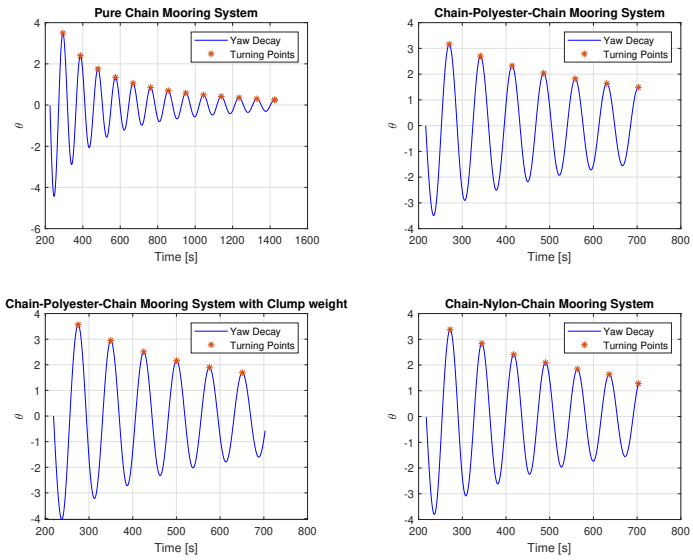 Pure Chain Mooring System
6
4
2
0
-2
-4
-6
θ
200 400 600 800 1000 1200 1400 1600
Time [s]
Yaw Decay
Turning Points
Chain-Polyester-Chain Mooring System
4
3
2
1
0
-1
-2
-3
-4
θ
200 300 400 500 600 700 800
Time [s]
Yaw Decay
Turning Points
Chain-Polyester-Chain Mooring System with Clump weight
4
3
2
1
0
-1
-2
-3
-4
θ
200 300 400 500 600 700 800
Time [s]
Yaw Decay
Turning Points
Chain-Nylon-Chain Mooring System
4
3
2
1
0
-1
-2
-3
-4
θ
200 300 400 500 600 700 800
Time [s]
Yaw Decay
Turning Points